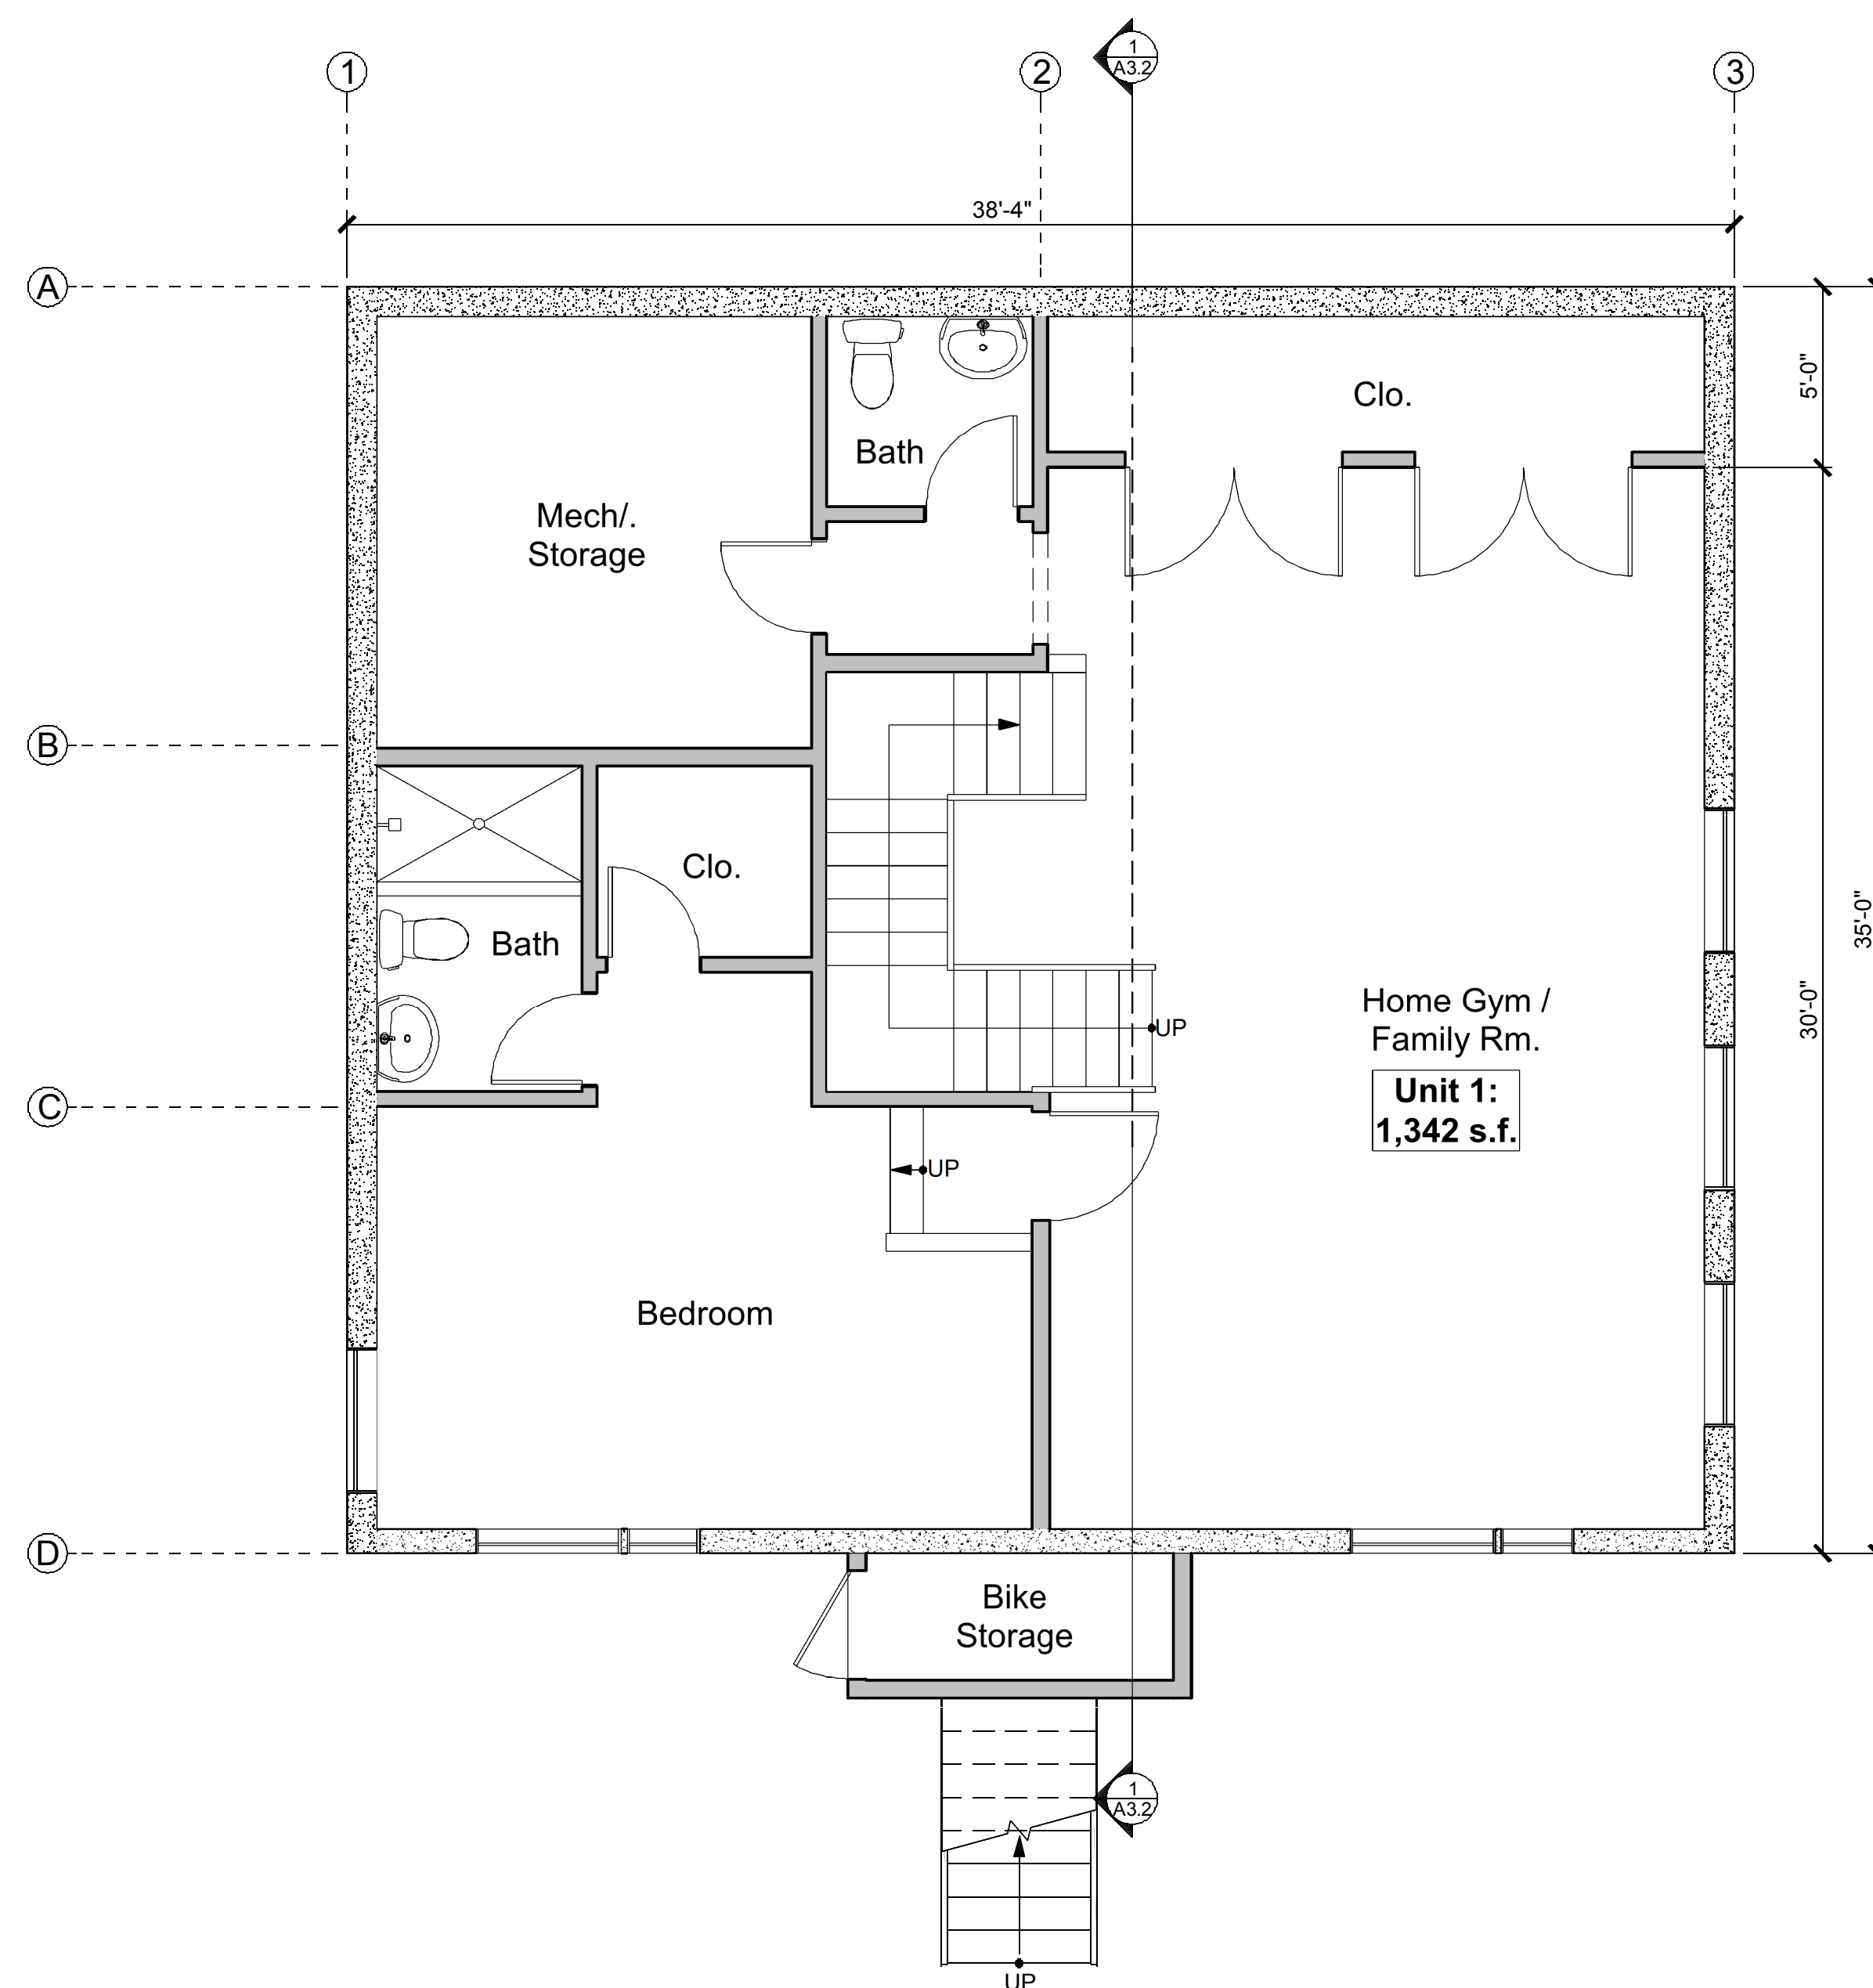 1
2
1
A3.2
3
38'-4"
A
5'-0"
Clo.
Bath
Mech/.
Storage
B
Clo.
Bath
35'-0"
Home Gym /
Family Rm.
30'-0"
UP
Unit 1:
1,342 s.f.
C
UP
Bedroom
D
Bike
Storage
1
A3.2
UP